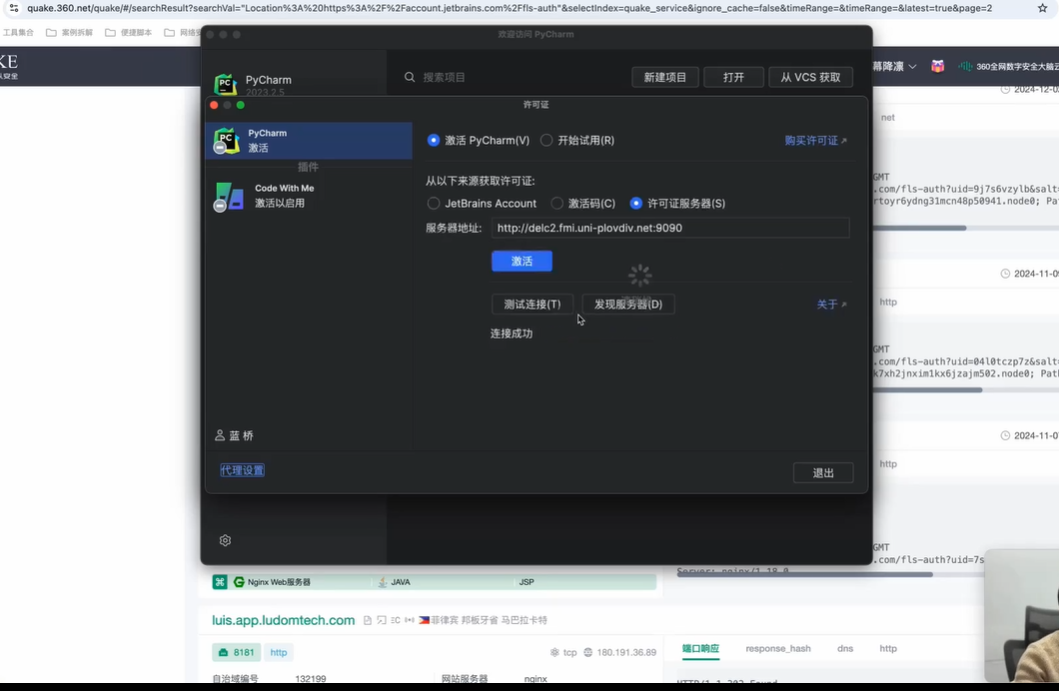 quake.360.net/quake/#/searchResult?searchVal="Location%3A%20https%3A%2F%2Faccount.jetbrains.com%2Ffls-auth"&selectIndex=quake_service&ignore_cache=false&timeRange=&timeRange=&latest=true&page=2
工具集合 案例拆解 便捷脚本 网络
欢迎访问 PyCharm
KE
PyCharm
2023.2.5
搜索项目
新建项目 打开 从 VCS 获取
幕降凛
360全网数字安全大脑云
许可证
2024-12-0
PyCharm
激活
激活 PyCharm(V) 开始试用(R)
购买许可证
net
插件
Code With Me
激活以启用
从以下来源获取许可证:
JetBrains Account 激活码(C) 许可证服务器(S)
GMT
.com/fls-auth?uid=9j7s6vzylb&salt
rtoyr6ydng31mcn48p50941.node0; Pat
服务器地址: http://delc2.fmi.uni-plovdiv.net:9090
激活
2024-11-09
测试连接(T) 发现服务器(D)
关于
http
连接成功
GMT
.com/fls-auth?uid=04l0tczp7z&salt
k7xh2jnxim1kx6jzajm502.node0; Pat
蓝 桥
2024-11-07
代理设置
退出
http
GMT
.com/fls-auth?uid=7s
Nginx Web服务器 JAVA JSP
Server: nginx/1.18.0
luis.app.ludomtech.com 菲律宾 邦板牙省 马巴拉卡特
8181 http tcp 180.191.36.89
端口响应 response_hash dns http
自治域编号 132199 网站服务器 nginx
HTTP/1.1 302 Found